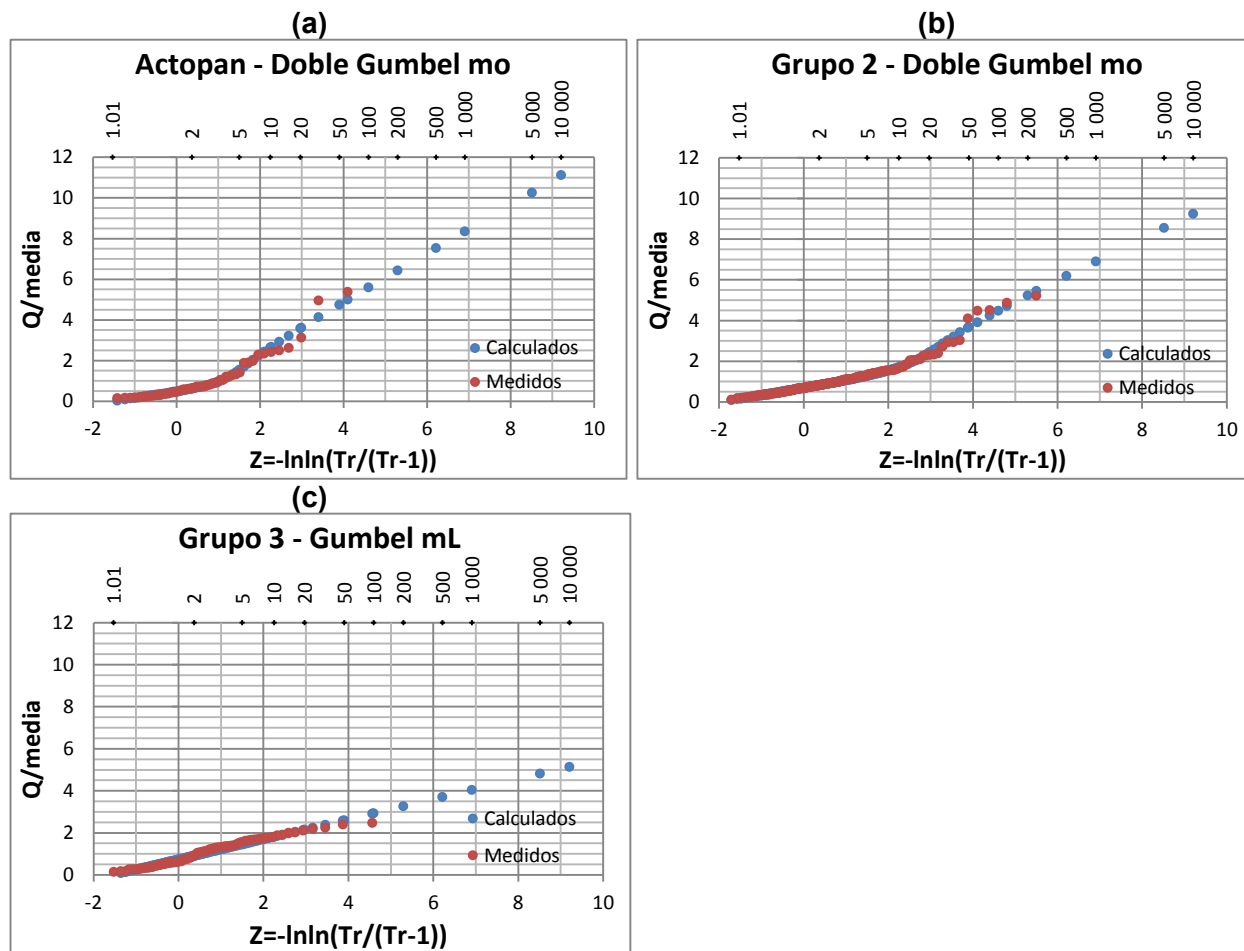 (a)
Actopan - Doble Gumbel mo
1.01 2 5 10 20 50 100 200 500 1 000 5 000 10 000
12
10
8
6
4
2
0
Q/media
Calculados
Medidos
-2 0 2 4 6 8 10
Z=-lnln(Tr/(Tr-1))
(b)
Grupo 2 - Doble Gumbel mo
1.01 2 5 10 20 50 100 200 500 1 000 5 000 10 000
12
10
8
6
4
2
0
Q/media
Calculados
Medidos
-2 0 2 4 6 8 10
Z=-lnln(Tr/(Tr-1))
(c)
Grupo 3 - Gumbel mL
1.01 2 5 10 20 50 100 200 500 1 000 5 000 10 000
12
10
8
6
4
2
0
Q/media
Calculados
Medidos
-2 0 2 4 6 8 10
Z=-lnln(Tr/(Tr-1))